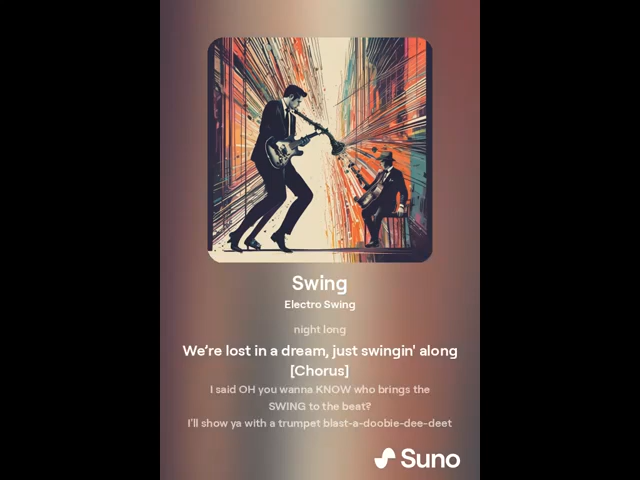 Swing
Electro Swing
night long
We’re lost in a dream, just swingin' along
[Chorus]
I said OH you wanna KNOW who brings the
SWING to the beat?
I'll show ya with a trumpet blast-a-doobie-dee-deet
Suno